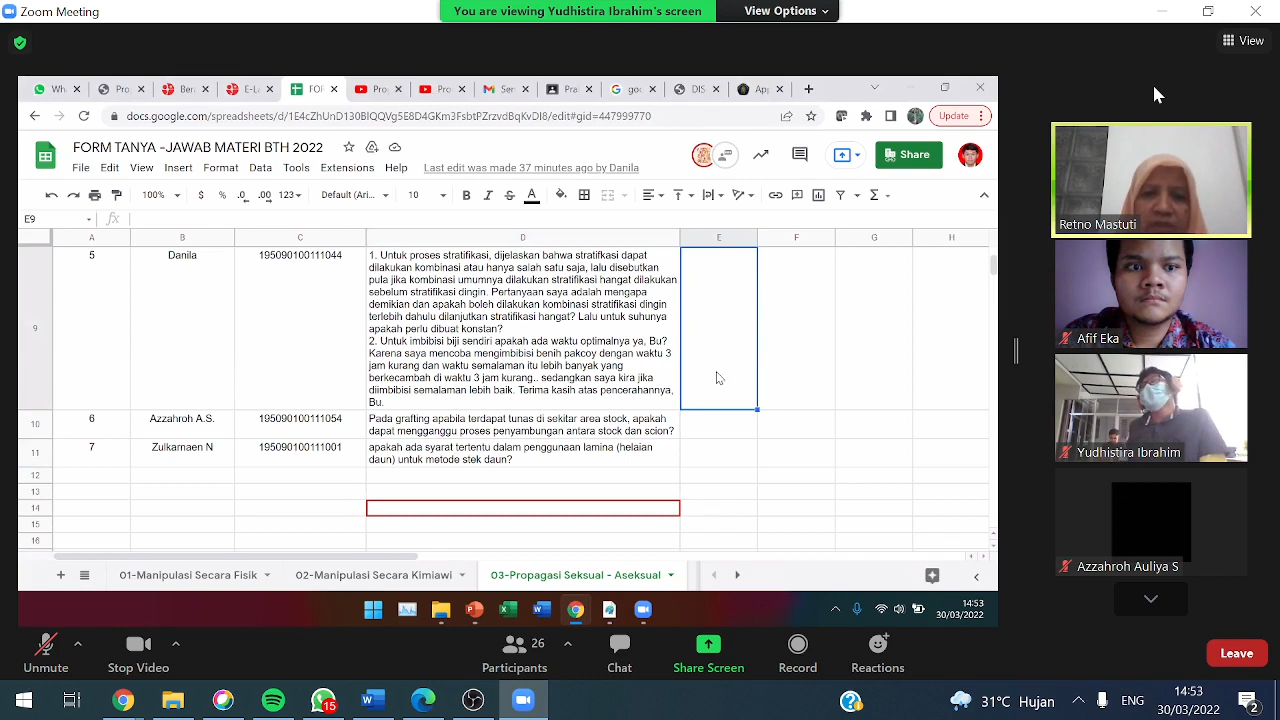 Zoom Meeting
You are viewing Yudhistira Ibrahim's screen
View Options
View
Update
FORM TANYA -JAWAB MATERI BTH 2022
File Edit View Insert Format Data Tools Extensions Help
Last edit was made 37 minutes ago by Danila
Share
100% $ % .0 .00 123 Default (Ari... 10
E9
A B C D E F G H
9
5
Danila
195090100111044
1. Untuk proses stratifikasi, dijelaskan bahwa stratifkasi dapat
dilakukan kombinasi atau hanya salah satu saja, lalu disebutkan
pula jika kombinasi umumnya dilakukan stratifikasi hangat dilakukan
sebelum stratifikasi dingin. Pertanyaan saya adalah mengapa
demikian dan apakah boleh dilakukan kombinasi stratifikasi dingin
terlebih dahulu dilanjutkan stratifikasi hangat? Lalu untuk suhunya
apakah perlu dibuat konstan?
2. Untuk imbibisi biji sendiri apakah ada waktu optimalnya ya, Bu?
Karena saya mencoba mengimbibisi benih pakcoy dengan waktu 3
jam kurang dan waktu semalaman itu lebih banyak yang
berkecambah di waktu 3 jam kurang.. sedangkan saya kira jika
diimbibisi semalaman lebih baik. Terima kasih atas pencerahanya,
Bu.
10
6
Azzahroh A.S.
195090100111054
Pada grafting apabila terdapat tunas di sekitar area stock, apakah
dapat mengganggu proses penyambungan antara stock dan scion?
11
7
Zulkarnaen N
195090100111001
apakah ada syarat tertentu dalam penggunaan lamina (helaian
daun) untuk metode stek daun?
12
13
14
15
16
01-Manipulasi Secara Fisik
02-Manipulasi Secara Kimiawi
03-Propagasi Seksual - Aseksual
14:53
30/03/2022
Retno Mastuti
Afif Eka
Yudhistira Ibrahim
Azzahroh Auliya S
Unmute
Stop Video
Participants
26
Chat
Share Screen
Record
Reactions
Leave
15
31°C Hujan
ENG
14:53
30/03/2022
2